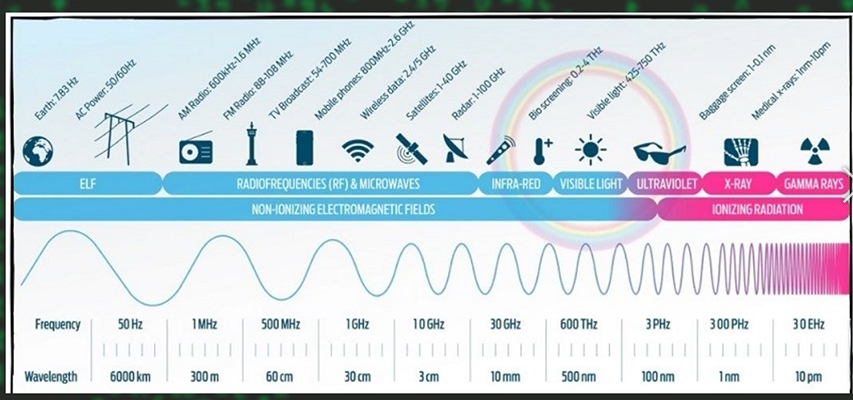 Earth: 7.83 Hz
AC Power: 50/60Hz
AM Radio: 600kHz-1.6 MHz
FM Radio: 88-108 MHz
TV Broadcast: 54-700 MHz
Mobile phones: 800MHz-2.6 GHz
Wireless data: 2.4/5 GHz
Satellites: 1-40 GHz
Radar: 1-100 GHz
Bio screening: 0.2-4 THz
Visible light: 425-750 THz
Baggage screen: 1-0.1 nm
Medical x-rays: 1nm-10pm
ELF RADIOFREQUENCIES (RF) & MICROWAVES INFRA-RED VISIBLE LIGHT ULTRAVIOLET X-RAY GAMMA RAYS
NON-IONIZING ELECTROMAGNETIC FIELDS IONIZING RADIATION
Frequency 50 Hz 1 MHz 500 MHz 1 GHz 10 GHz 30 GHz 600 THz 3 PHz 300 PHz 30 EHz
Wavelength 6000 km 300 m 60 cm 30 cm 3 cm 10 mm 500 nm 100 nm 1 nm 10 pm